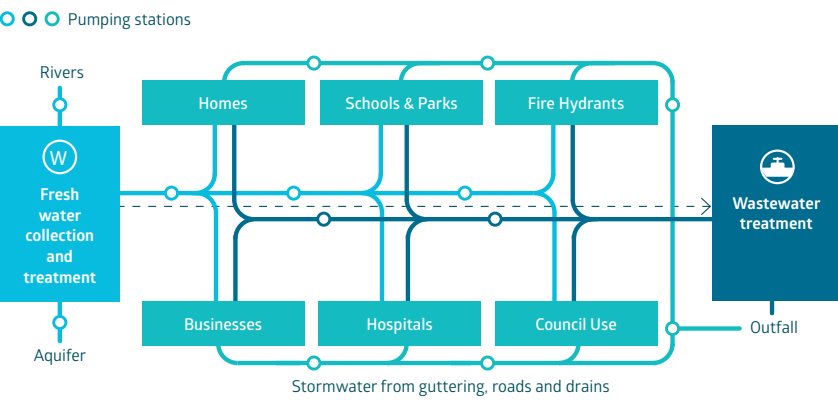 Pumping stations
Rivers
Homes
Schools & Parks
Fire Hydrants
W
Fresh
water
collection
and
treatment
Wastewater
treatment
Businesses
Hospitals
Council Use
Outfall
Aquifer
Stormwater from guttering, roads and drains